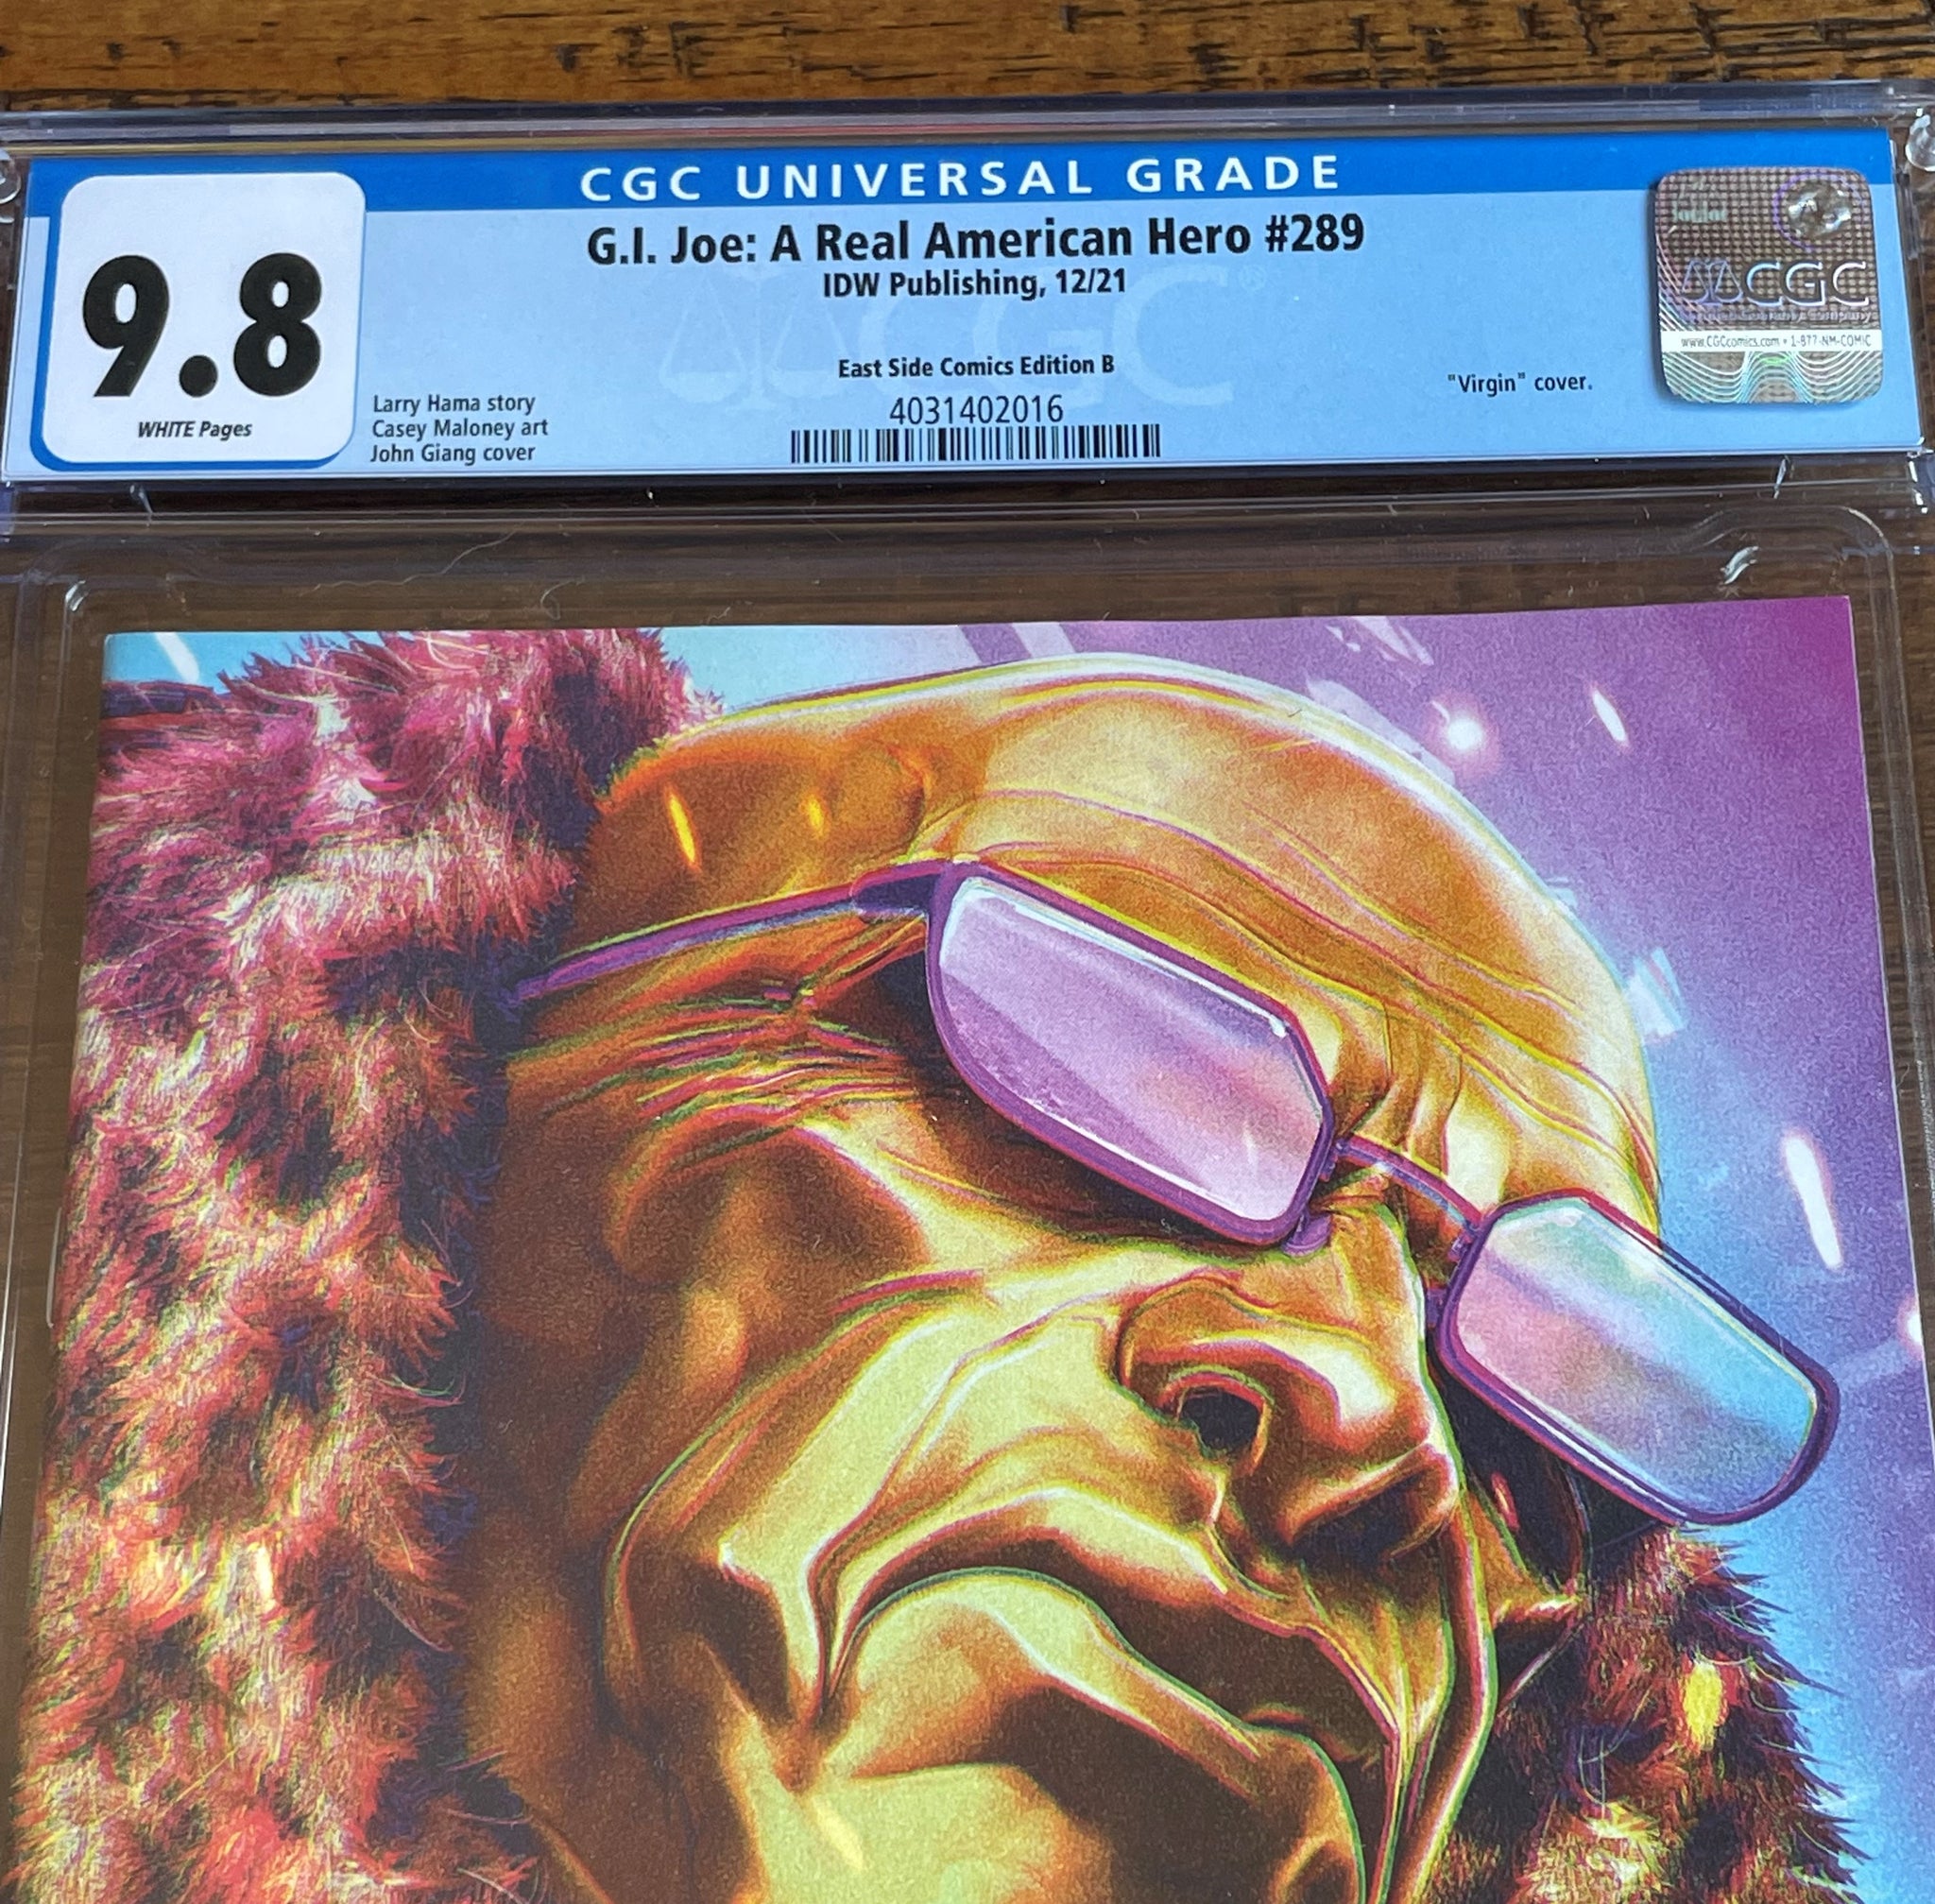 CGC UNIVERSAL GRADE
G.I. Joe: A Real American Hero #289
IDW Publishing, 12/21
9.8
WHITE Pages
East Side Comics Edition B
Larry Hama story
Casey Maloney art
John Giang cover
4031402016
"Virgin" cover.
CGC
www.CGCcomics.com • 1-877-NM-COMIC
CGC®